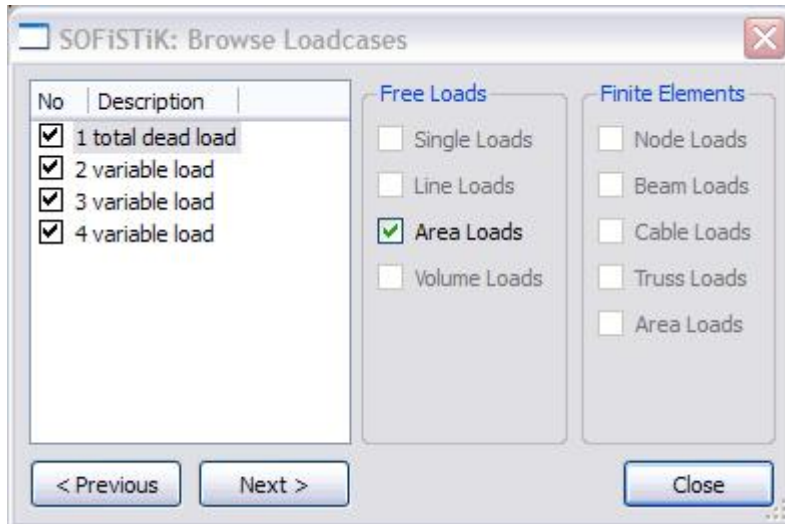 SOFiSTiK: Browse Loadcases
No Description
1 total dead load
2 variable load
3 variable load
4 variable load
Free Loads
Single Loads
Line Loads
Area Loads
Volume Loads
Finite Elements
Node Loads
Beam Loads
Cable Loads
Truss Loads
Area Loads
< Previous
Next >
Close